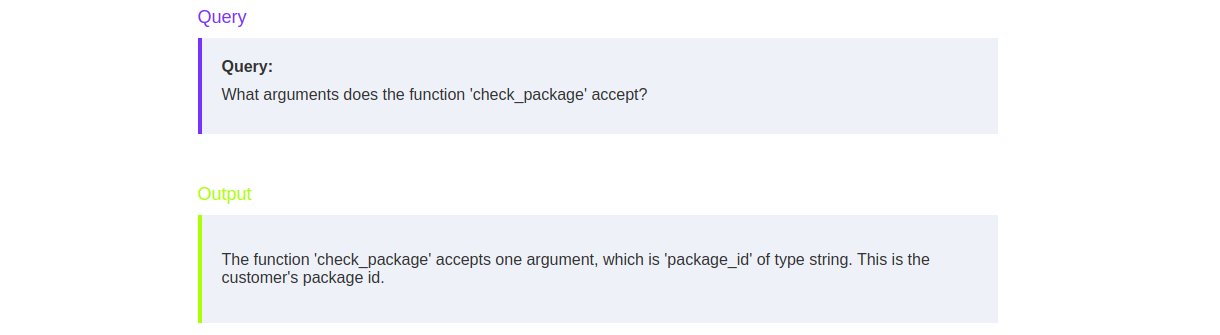 Query
Query:
What arguments does the function 'check_package' accept?
Output
The function 'check_package' accepts one argument, which is 'package_id' of type string. This is the
customer's package id.